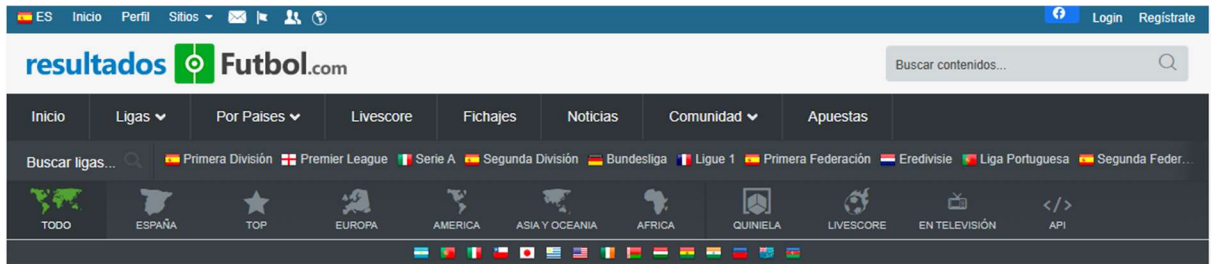 ES Inicio Perfil Sitios Login Regístrate
resultados Futbol.com Buscar contenidos...
Inicio Ligas Por Paises Livescore Fichajes Noticias Comunidad Apuestas
Buscar ligas... Primera División Premier League Serie A Segunda División Bundesliga Ligue 1 Primera Federación Eredivisie Liga Portuguesa Segunda Feder...
TODO ESPAÑA TOP EUROPA AMERICA ASIA Y OCEANIA AFRICA QUINIELA LIVESCORE EN TELEVISIÓN </> API